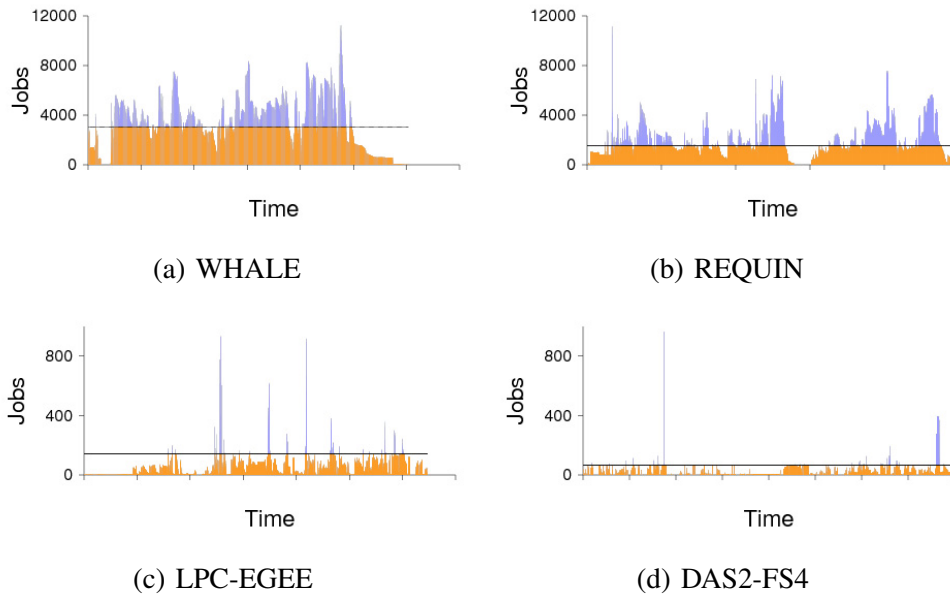 12000
8000
4000
0
Jobs
Time
(a) WHALE
12000
8000
4000
0
Jobs
Time
(b) REQUIN
800
400
0
Jobs
Time
(c) LPC-EGEE
800
400
0
Jobs
Time
(d) DAS2-FS4